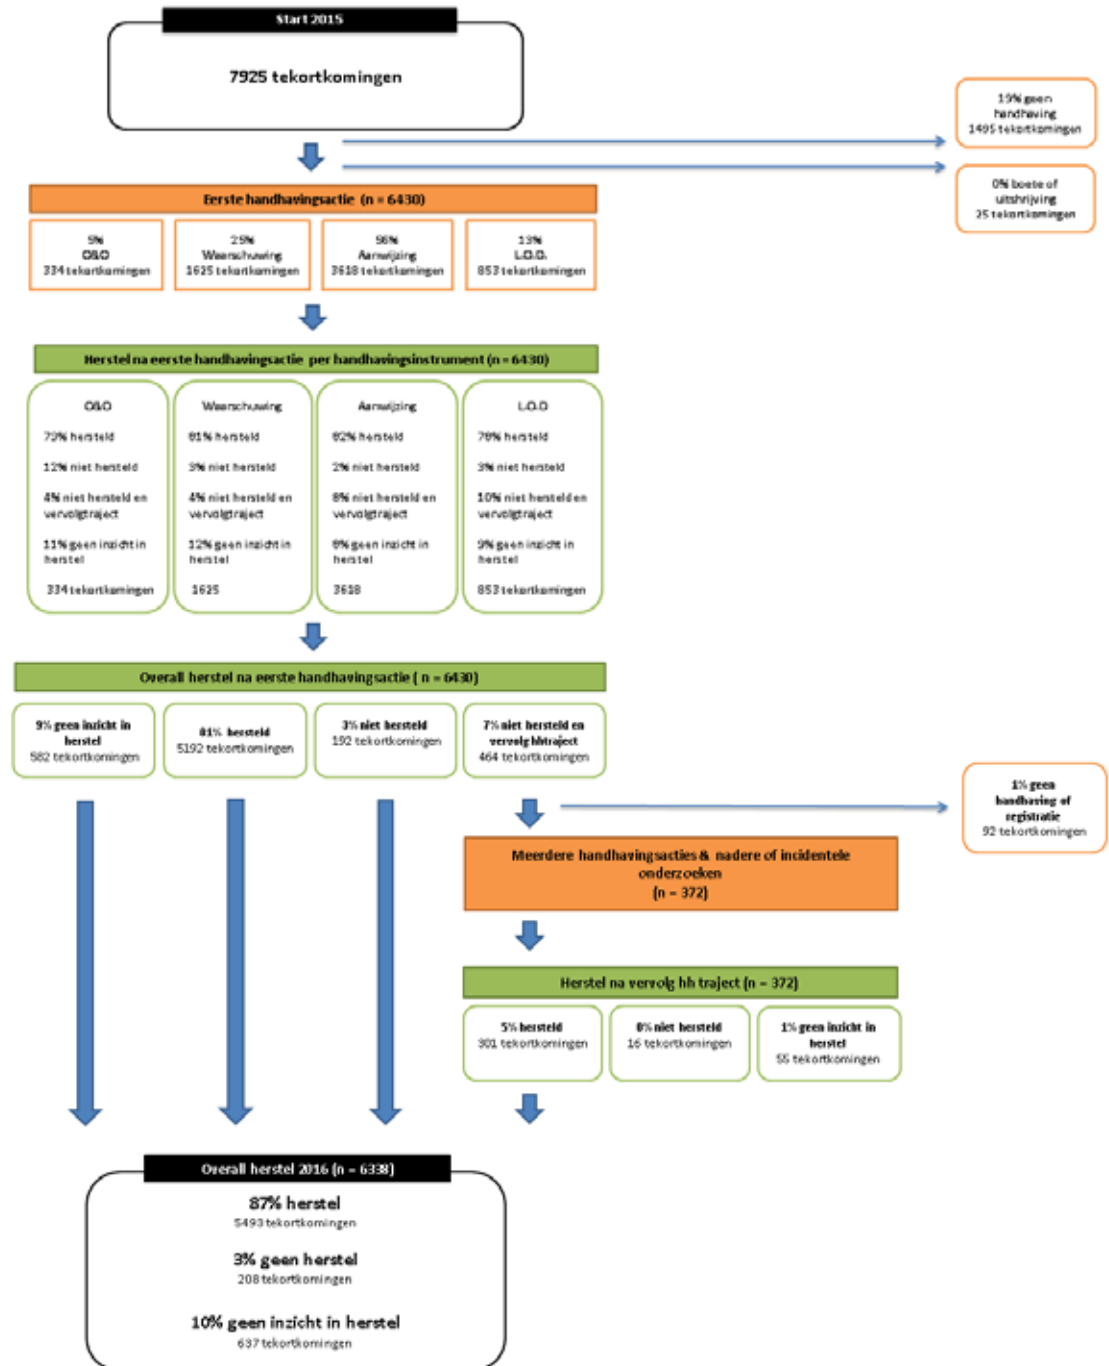 Start 2015
7925 tekortkomingen
19% geen
handhaving
1495 tekortkomingen
0% boete of
uitshrijving
25 tekortkomingen
Eerste handhavingsactie (n = 6430)
5%
O&O
334 tekortkomingen
25%
Waarschuwing
1625 tekortkomingen
56%
Aanwijzing
3618 tekortkomingen
13%
L.O.D.
853 tekortkomingen
Herstel na eerste handhavingsactie per handhavingsinstrument (n = 6430)
O&O
73% hersteld
12% niet hersteld
4% niet hersteld en
vervolgtraject
11% geen inzicht in
herstel
334 tekortkomingen
Waarschuwing
81% hersteld
3% niet hersteld
4% niet hersteld en
vervolgtraject
12% geen inzicht in
herstel
1625
Aanwijzing
82% hersteld
2% niet hersteld
8% niet hersteld en
vervolgtraject
8% geen inzicht in
herstel
3618
L.O.D
78% hersteld
3% niet hersteld
10% niet hersteld en
vervolgtraject
9% geen inzicht in
herstel
853 tekortkomingen
Overall herstel na eerste handhavingsactie ( n = 6430)
9% geen inzicht in
herstel
582 tekortkomingen
81% hersteld
5192 tekortkomingen
3% niet hersteld
192 tekortkomingen
7% niet hersteld en
vervolg hhtraject
464 tekortkomingen
1% geen
handhaving of
registratie
92 tekortkomingen
Meerdere handhavingsacties & nadere of incidentele
onderzoeken
(n = 372)
Herstel na vervolg hh traject (n = 372)
5% hersteld
301 tekortkomingen
0% niet hersteld
16 tekortkomingen
1% geen inzicht in
herstel
55 tekortkomingen
Overall herstel 2016 (n = 6338)
87% herstel
5493 tekortkomingen
3% geen herstel
208 tekortkomingen
10% geen inzicht in herstel
637 tekortkomingen